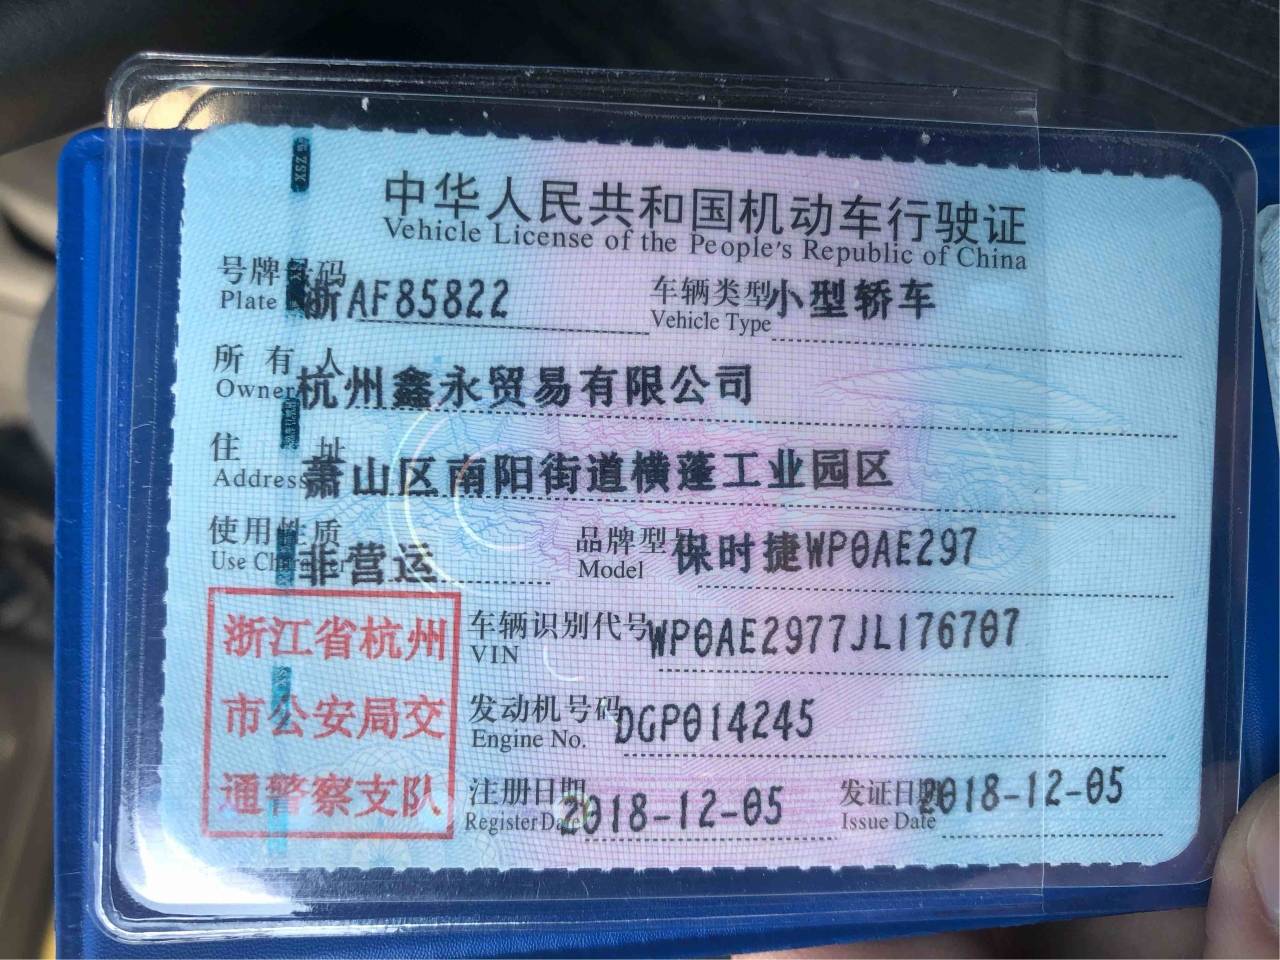 中华人民共和国机动车行驶证
Vehicle License of the People's Republic of China
号牌号码 浙AF85822 车辆类型 小型轿车
Plate Vehicle Type
所有人 杭州鑫永贸易有限公司
Owner
住址 萧山区南阳街道横蓬工业园区
Address
使用性质 非营运 品牌型号 保时捷WP0AE297
Use Character Model
浙江省杭州
市公安局交
通警察支队
车辆识别代号 WP0AE2977JL176707
VIN
发动机号码 DGP014245
Engine No.
注册日期 2018-12-05 发证日期 2018-12-05
Register Date Issue Date